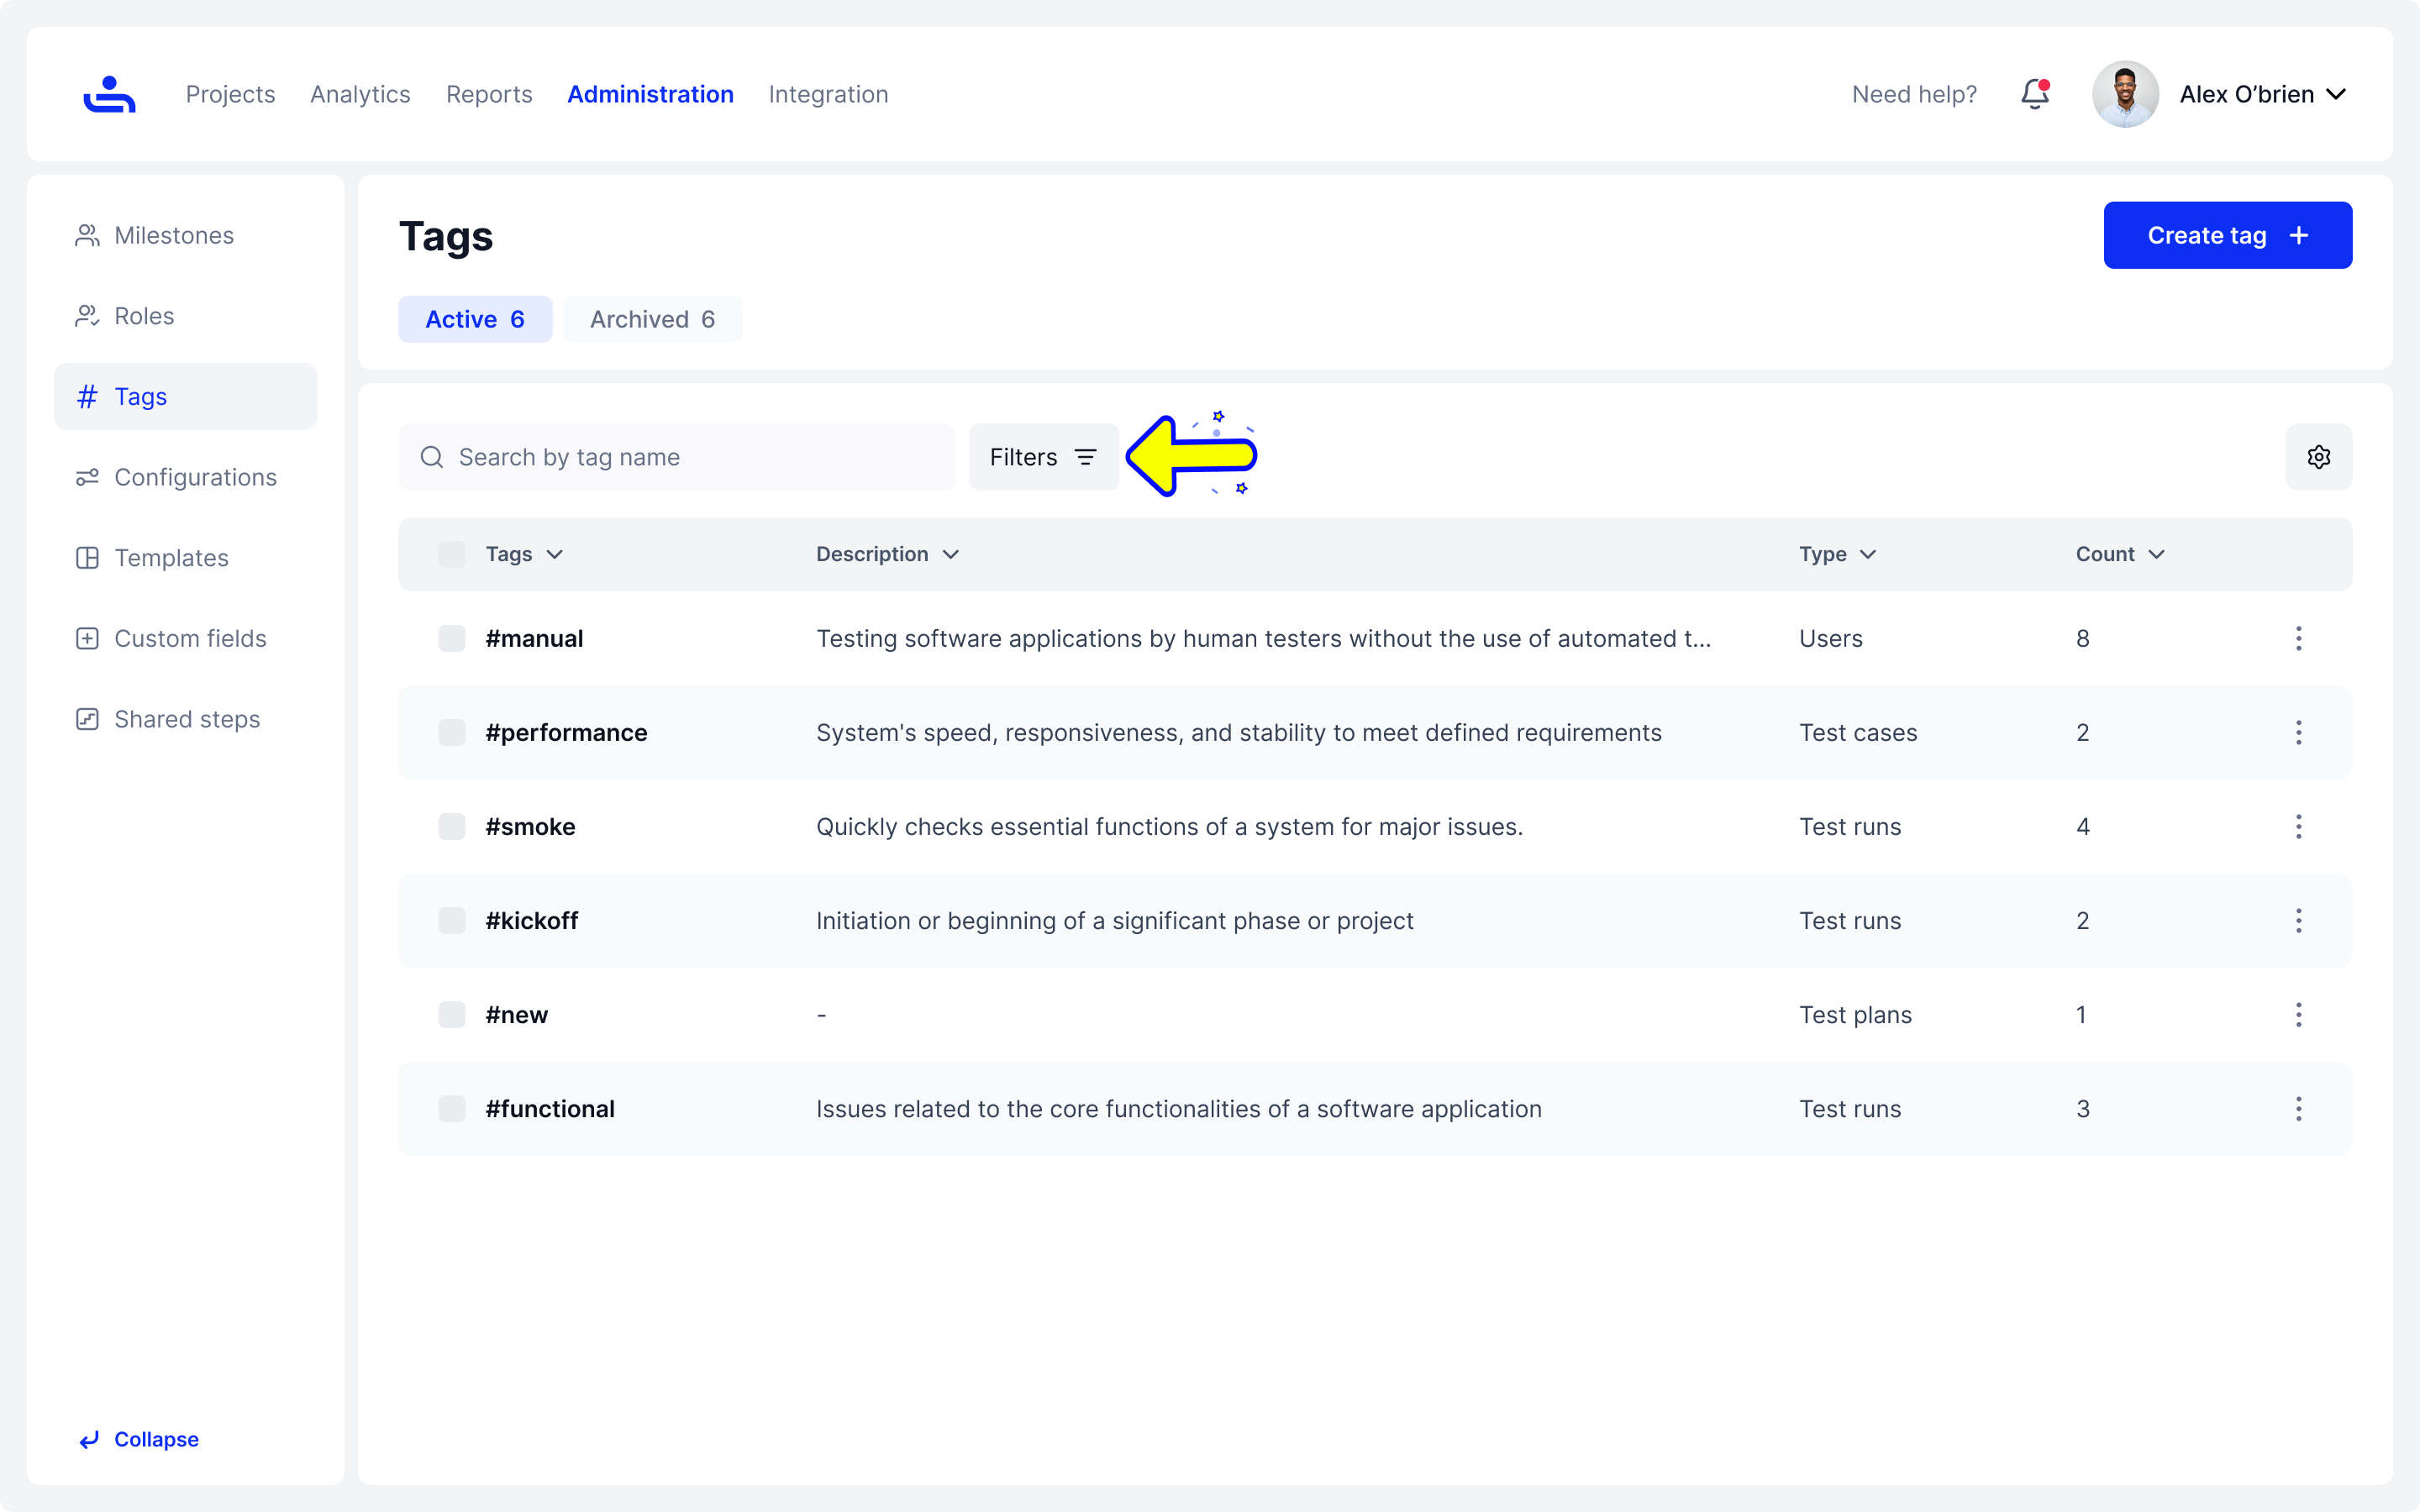 Projects Analytics Reports Administration Integration Need help? Alex O’brien
Milestones
Roles
Tags
Configurations
Templates
Custom fields
Shared steps
Collapse
Tags
Create tag +
Active 6 Archived 6
Search by tag name Filters
Tags Description Type Count
#manual Testing software applications by human testers without the use of automated t... Users 8
#performance System's speed, responsiveness, and stability to meet defined requirements Test cases 2
#smoke Quickly checks essential functions of a system for major issues. Test runs 4
#kickoff Initiation or beginning of a significant phase or project Test runs 2
#new - Test plans 1
#functional Issues related to the core functionalities of a software application Test runs 3